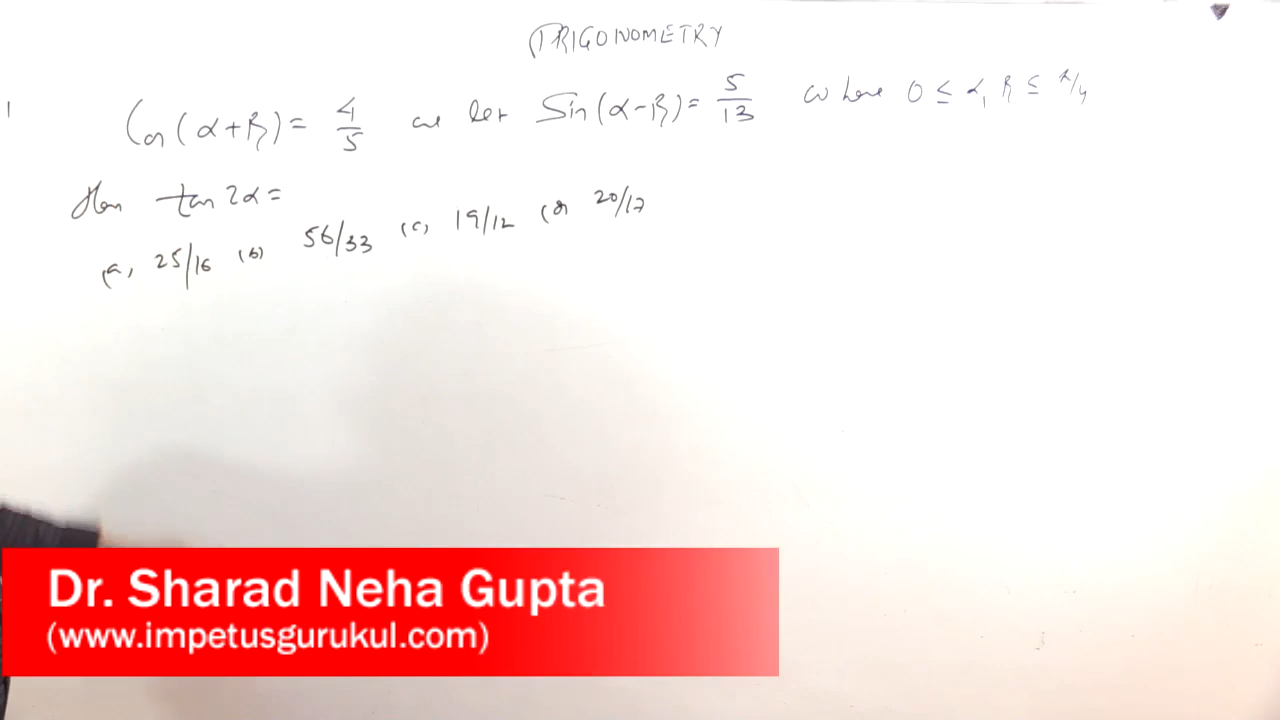 TRIGONOMETRY
1 Cos(α+β) = 4/5 and let Sin(α-β) = 5/13 where 0 ≤ α, β ≤ π/4
then tan 2α =
(a) 25/16 (b) 56/33 (c) 19/12 (d) 20/17
Dr. Sharad Neha Gupta
(www.impetusgurukul.com)